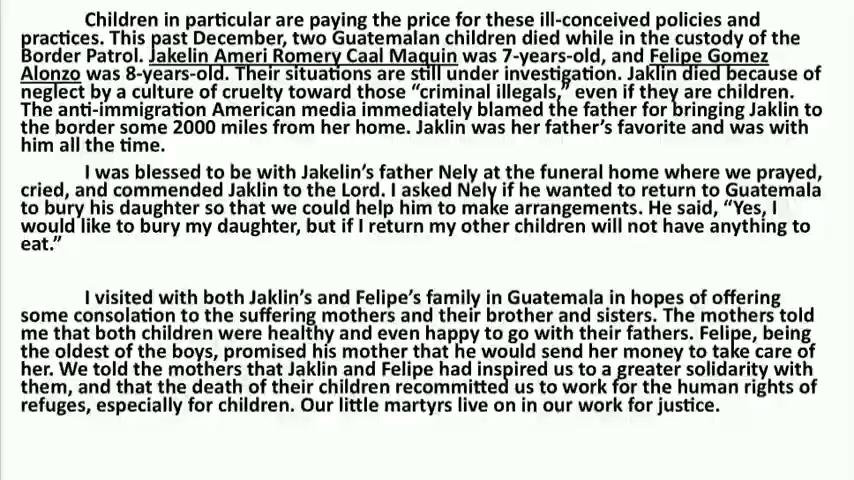 Children in particular are paying the price for these ill-conceived policies and
practices. This past December, two Guatemalan children died while in the custody of the
Border Patrol. Jakelin Ameri Romery Caal Maquin was 7-years-old, and Felipe Gomez
Alonzo was 8-years-old. Their situations are still under investigation. Jaklin died because of
neglect by a culture of cruelty toward those “criminal illegals,” even if they are children.
The anti-immigration American media immediately blamed the father for bringing Jaklin to
the border some 2000 miles from her home. Jaklin was her father’s favorite and was with
him all the time.
I was blessed to be with Jakelin’s father Nely at the funeral home where we prayed,
cried, and commended Jaklin to the Lord. I asked Nely if he wanted to return to Guatemala
to bury his daughter so that we could help him to make arrangements. He said, “Yes, I
would like to bury my daughter, but if I return my other children will not have anything to
eat.”
I visited with both Jaklin’s and Felipe’s family in Guatemala in hopes of offering
some consolation to the suffering mothers and their brother and sisters. The mothers told
me that both children were healthy and even happy to go with their fathers. Felipe, being
the oldest of the boys, promised his mother that he would send her money to take care of
her. We told the mothers that Jaklin and Felipe had inspired us to a greater solidarity with
them, and that the death of their children recommitted us to work for the human rights of
refuges, especially for children. Our little martyrs live on in our work for justice.